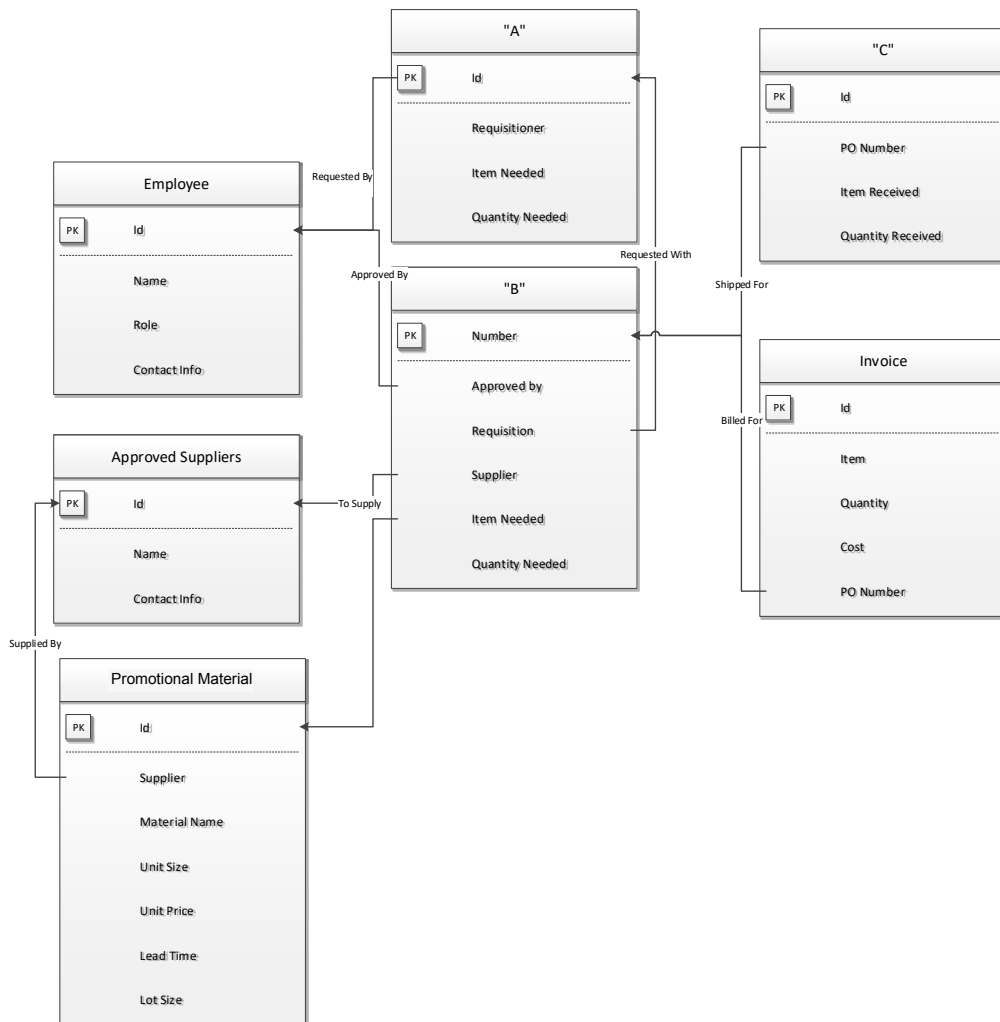 "A"
PK
Id
Requisitioner
Item Needed
Quantity Needed
"C"
PK
Id
PO Number
Item Received
Quantity Received
Employee
PK
Id
Name
Role
Contact Info
Requested By
Approved By
Requested With
Shipped For
"B"
PK
Number
Approved by
Requisition
Supplier
Item Needed
Quantity Needed
Invoice
PK
Id
Item
Quantity
Cost
PO Number
Billed For
Approved Suppliers
PK
Id
Name
Contact Info
To Supply
Supplied By
Promotional Material
PK
Id
Supplier
Material Name
Unit Size
Unit Price
Lead Time
Lot Size